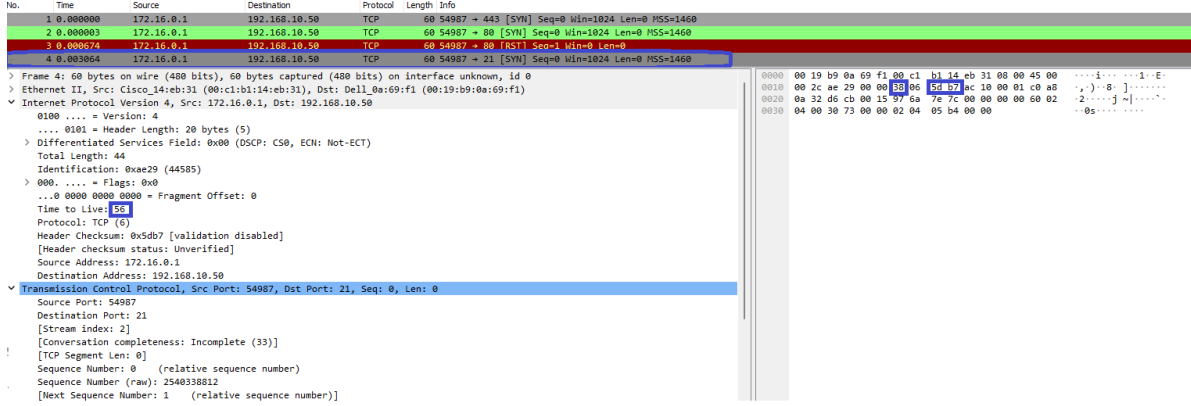 No. Time Source Destination Protocol Length Info
1 0.000000 172.16.0.1 192.168.10.50 TCP 60 54987 → 443 [SYN] Seq=0 Win=1024 Len=0 MSS=1460
2 0.000003 172.16.0.1 192.168.10.50 TCP 60 54987 → 80 [SYN] Seq=0 Win=1024 Len=0 MSS=1460
3 0.000674 172.16.0.1 192.168.10.50 TCP 60 54987 → 80 [RST] Seq=1 Win=0 Len=0
4 0.003064 172.16.0.1 192.168.10.50 TCP 60 54987 → 21 [SYN] Seq=0 Win=1024 Len=0 MSS=1460
Frame 4: 60 bytes on wire (480 bits), 60 bytes captured (480 bits) on interface unknown, id 0
Ethernet II, Src: Cisco_14:eb:31 (00:c1:b1:14:eb:31), Dst: Dell_0a:69:f1 (00:19:b9:0a:69:f1)
Internet Protocol Version 4, Src: 172.16.0.1, Dst: 192.168.10.50
0100 .... = Version: 4
.... 0101 = Header Length: 20 bytes (5)
Differentiated Services Field: 0x00 (DSCP: CS0, ECN: Not-ECT)
Total Length: 44
Identification: 0xae29 (44585)
000. .... = Flags: 0x0
...0 0000 0000 0000 = Fragment Offset: 0
Time to Live: 56
Protocol: TCP (6)
Header Checksum: 0x5db7 [validation disabled]
[Header checksum status: Unverified]
Source Address: 172.16.0.1
Destination Address: 192.168.10.50
Transmission Control Protocol, Src Port: 54987, Dst Port: 21, Seq: 0, Len: 0
Source Port: 54987
Destination Port: 21
[Stream index: 2]
[Conversation completeness: Incomplete (33)]
[TCP Segment Len: 0]
Sequence Number: 0 (relative sequence number)
Sequence Number (raw): 2540338812
[Next Sequence Number: 1 (relative sequence number)]
0000 00 19 b9 0a 69 f1 00 c1 b1 14 eb 31 08 00 45 00 ····i··· ···1··E·
0010 00 2c ae 29 00 00 38 06 5d b7 ac 10 00 01 c0 a8 ·,·)··8· ]·······
0020 0a 32 d6 cb 00 15 97 6a 7e 7c 00 00 00 00 60 02 ·2·····j ~|····`·
0030 04 00 30 73 00 00 02 04 05 b4 00 00 ··0s···· ····